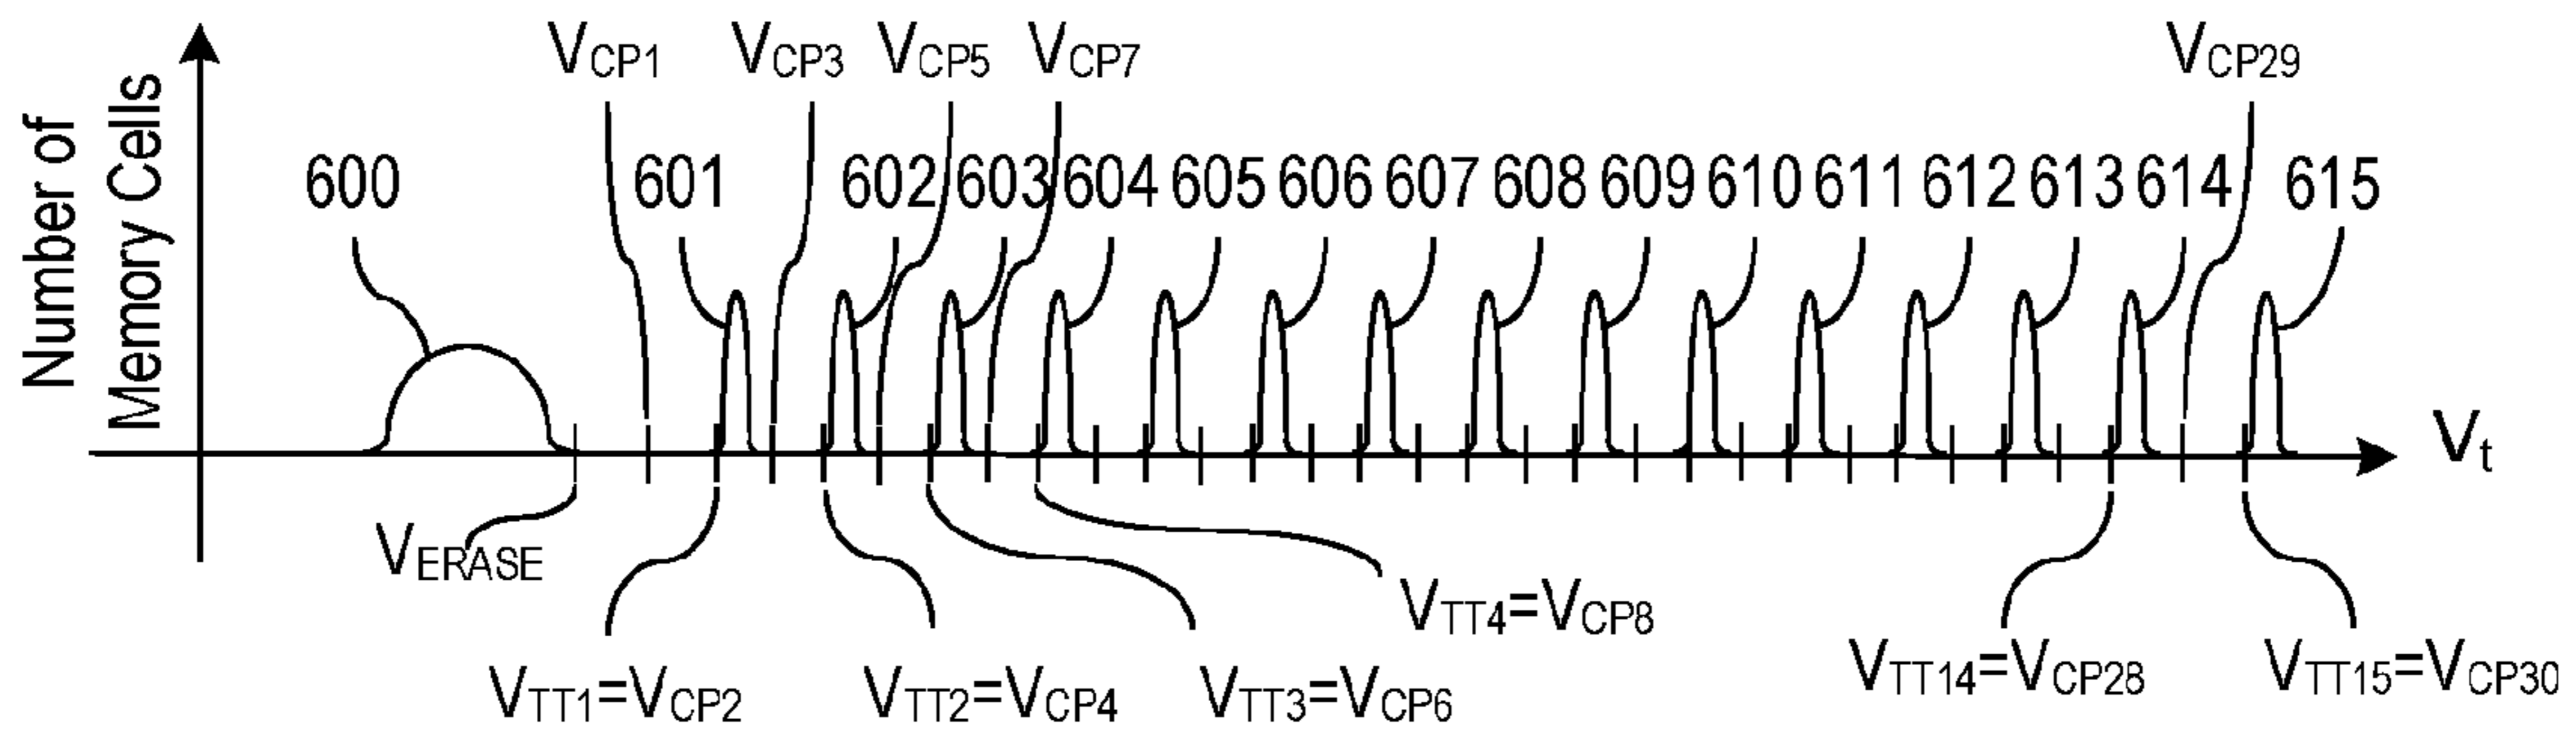 Number of
Memory Cells
VCP1 VCP3 VCP5 VCP7 VCP29
600 601 602 603 604 605 606 607 608 609 610 611 612 613 614 615
Vt
VERASE
VTT4=VCP8
VTT1=VCP2 VTT2=VCP4 VTT3=VCP6 VTT14=VCP28 VTT15=VCP30